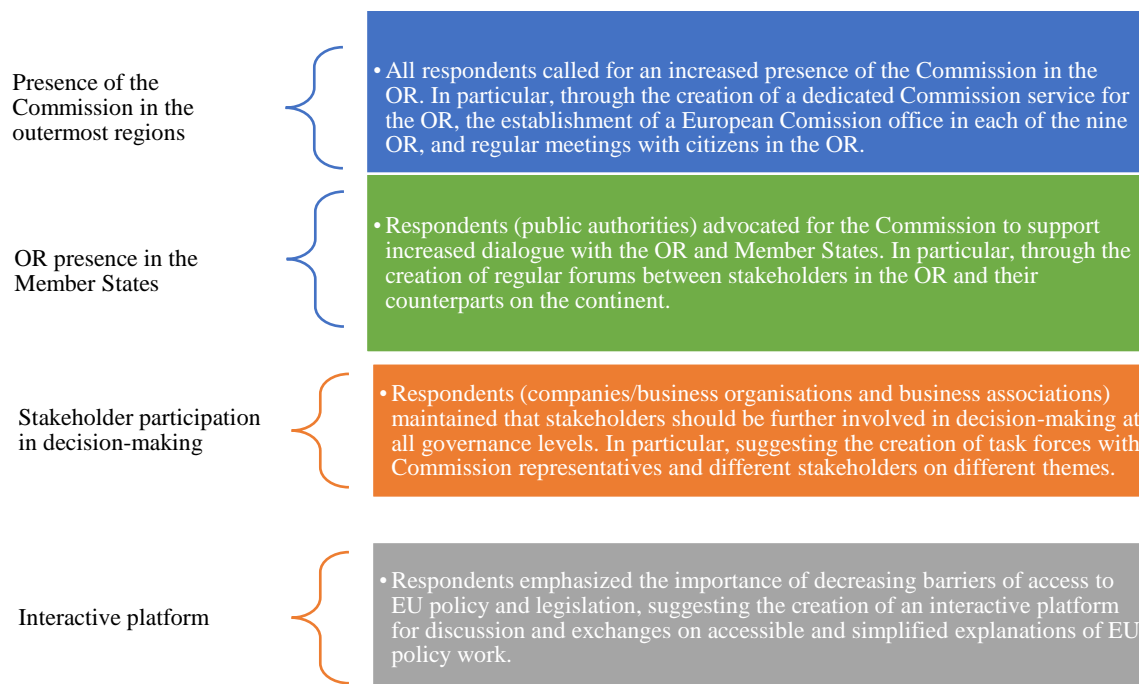 Presence of the
Commission in the
outermost regions
• All respondents called for an increased presence of the Commission in the
OR. In particular, through the creation of a dedicated Commission service for
the OR, the establishment of a European Comission office in each of the nine
OR, and regular meetings with citizens in the OR.
OR presence in the
Member States
• Respondents (public authorities) advocated for the Commission to support
increased dialogue with the OR and Member States. In particular, through the
creation of regular forums between stakeholders in the OR and their
counterparts on the continent.
Stakeholder participation
in decision-making
• Respondents (companies/business organisations and business associations)
maintained that stakeholders should be further involved in decision-making at
all governance levels. In particular, suggesting the creation of task forces with
Commission representatives and different stakeholders on different themes.
Interactive platform
• Respondents emphasized the importance of decreasing barriers of access to
EU policy and legislation, suggesting the creation of an interactive platform
for discussion and exchanges on accessible and simplified explanations of EU
policy work.